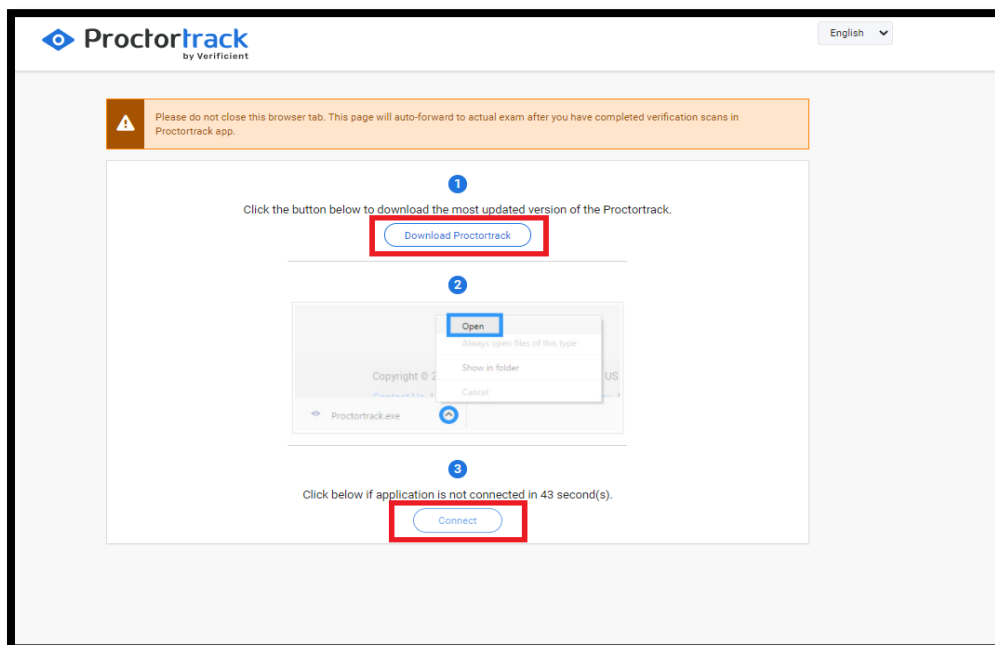 Proctortrack
by Verificient
English
Please do not close this browser tab. This page will auto-forward to actual exam after you have completed verification scans in
Proctortrack app.
1
Click the button below to download the most updated version of the Proctortrack.
Download Proctortrack
2
Open
Always open files of this type
Show in folder
Copyright © 2
US
Cancel
Proctortrack.exe
3
Click below if application is not connected in 43 second(s).
Connect